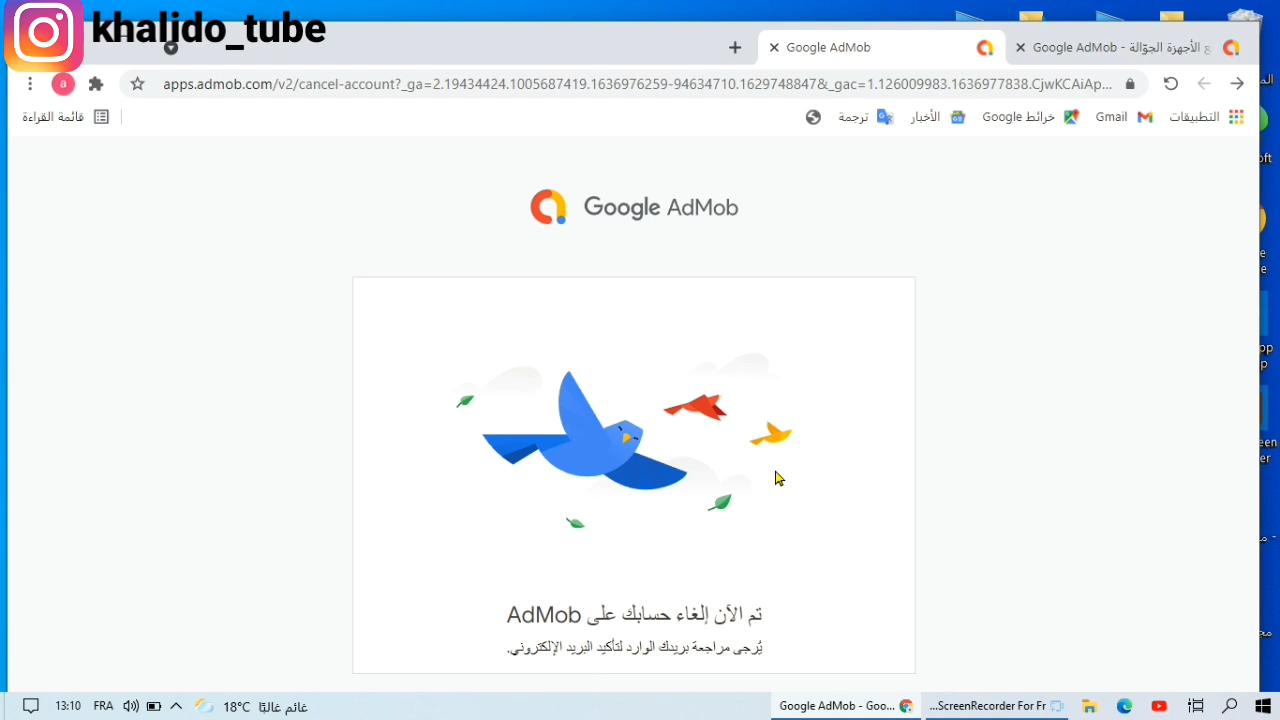 khalido_tube
Google AdMob - ع الأجهزة الجوّالة
Google AdMob
apps.admob.com/v2/cancel-account?_ga=2.19434424.1005687419.1636976259-94634710.1629748847&_gac=1.126009983.1636977838.CjwKCAiAp...
a
التطبيقات
Gmail
خرائط Google
الأخبار
ترجمة
قائمة القراءة
Google AdMob
تم الآن إلغاء حسابك على AdMob
يُرجى مراجعة بريدك الوارد لتأكيد البريد الإلكتروني.
...ScreenRecorder For Fr
Google AdMob - Goo...
غائم غالبًا 18°C
FRA
13:10